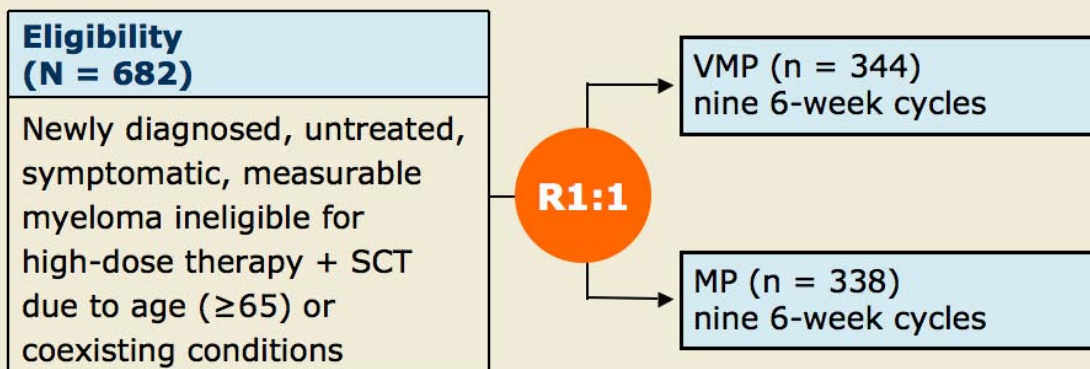 Eligibility
(N = 682)
Newly diagnosed, untreated,
symptomatic, measurable
myeloma ineligible for
high-dose therapy + SCT
due to age (≥65) or
coexisting conditions
R1:1
VMP (n = 344)
nine 6-week cycles
MP (n = 338)
nine 6-week cycles